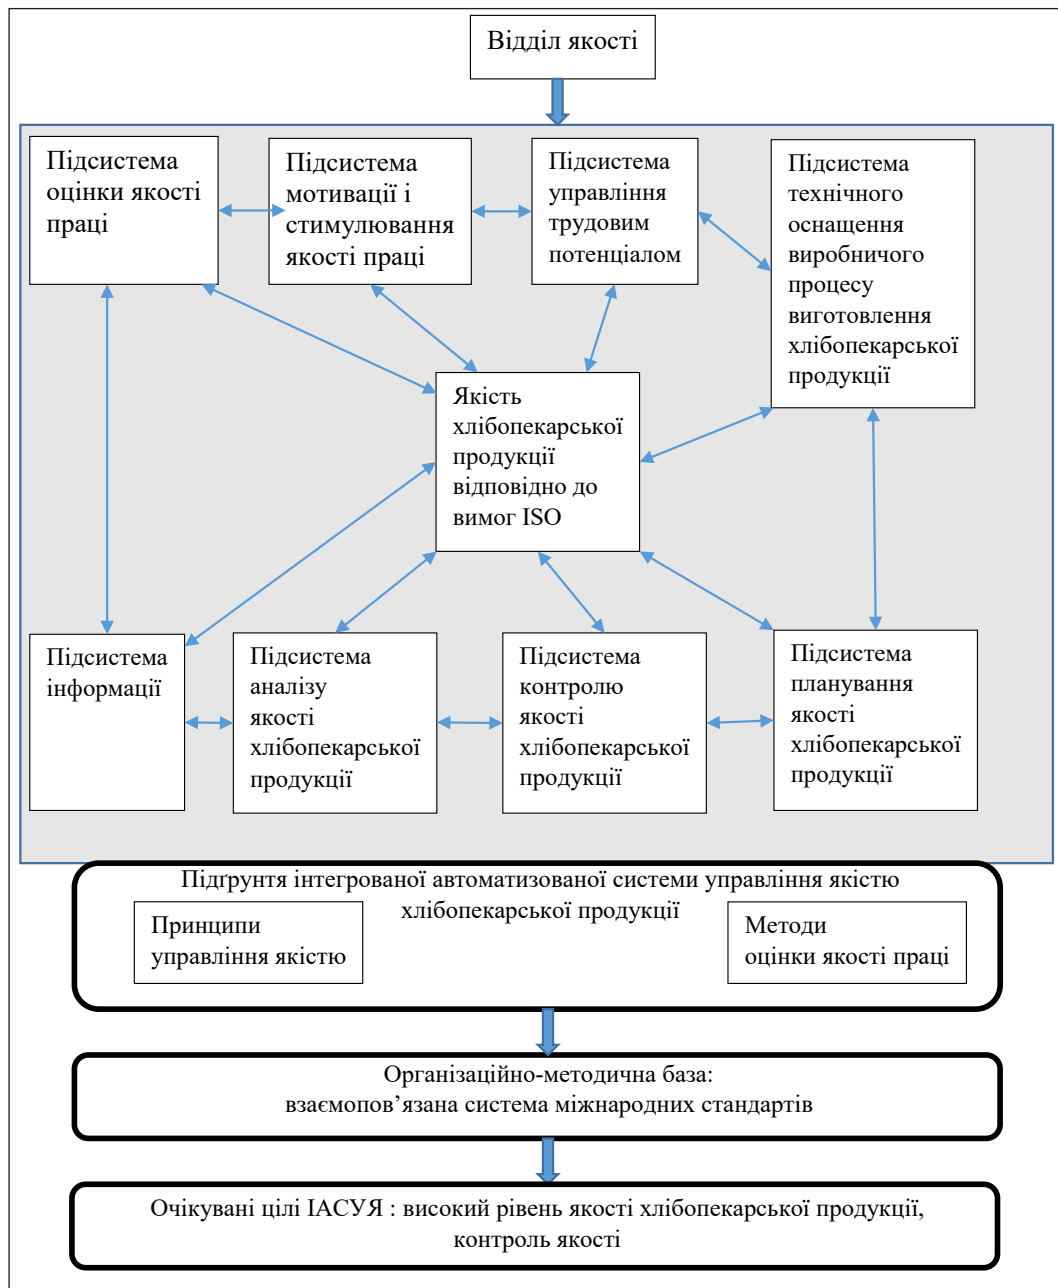 Відділ якості
Підсистема
оцінки якості
праці
Підсистема
мотивації і
стимулювання
якості праці
Підсистема
управління
трудовим
потенціалом
Підсистема
технічного
оснащення
виробничого
процесу
виготовлення
хлібопекарської
продукції
Якість
хлібопекарської
продукції
відповідно до
вимог ISO
Підсистема
інформації
Підсистема
аналізу
якості
хлібопекарської
продукції
Підсистема
контролю
якості
хлібопекарської
продукції
Підсистема
планування
якості
хлібопекарської
продукції
Підґрунтя інтегрованої автоматизованої системи управління якістю
хлібопекарської продукції
Принципи
управління якістю
Методи
оцінки якості праці
Організаційно-методична база:
взаємопов’язана система міжнародних стандартів
Очікувані цілі ІАСУЯ : високий рівень якості хлібопекарської продукції,
контроль якості